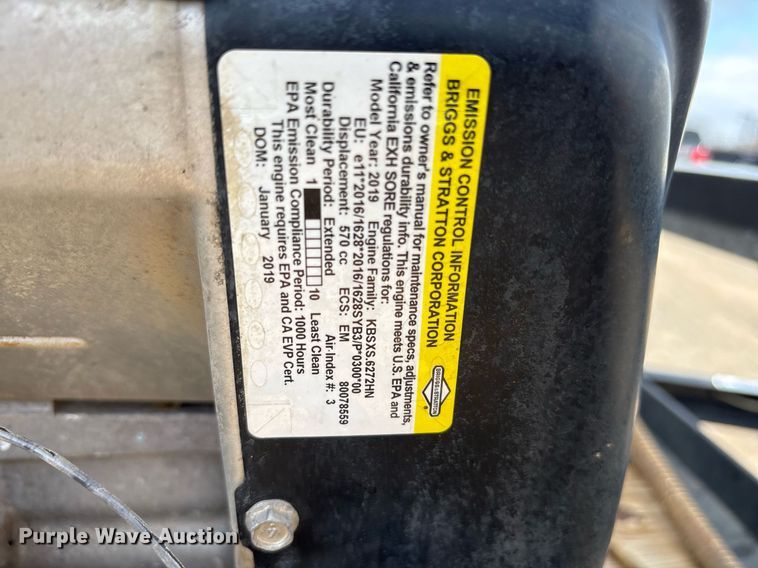 EMISSION CONTROL INFORMATION
BRIGGS & STRATTON CORPORATION
BRIGGS & STRATTON
®
Refer to owner's manual for maintenance specs, adjustments,
& emissions durability info. This engine meets U.S. EPA and
California EXH SORE regulations for:
Model Year: 2019 Engine Family: KBSXS.6272HN
EU: e11*2016/1628*2016/1628SYB3/P*0300*00
Displacement: 570 cc ECS: EM 80078559
Durability Period: Extended Air Index #: 3
Most Clean 1 10 Least Clean
EPA Emission Compliance Period: 1000 Hours
This engine requires EPA and CA EVP Cert.
DOM: January 2019
Purple Wave Auction